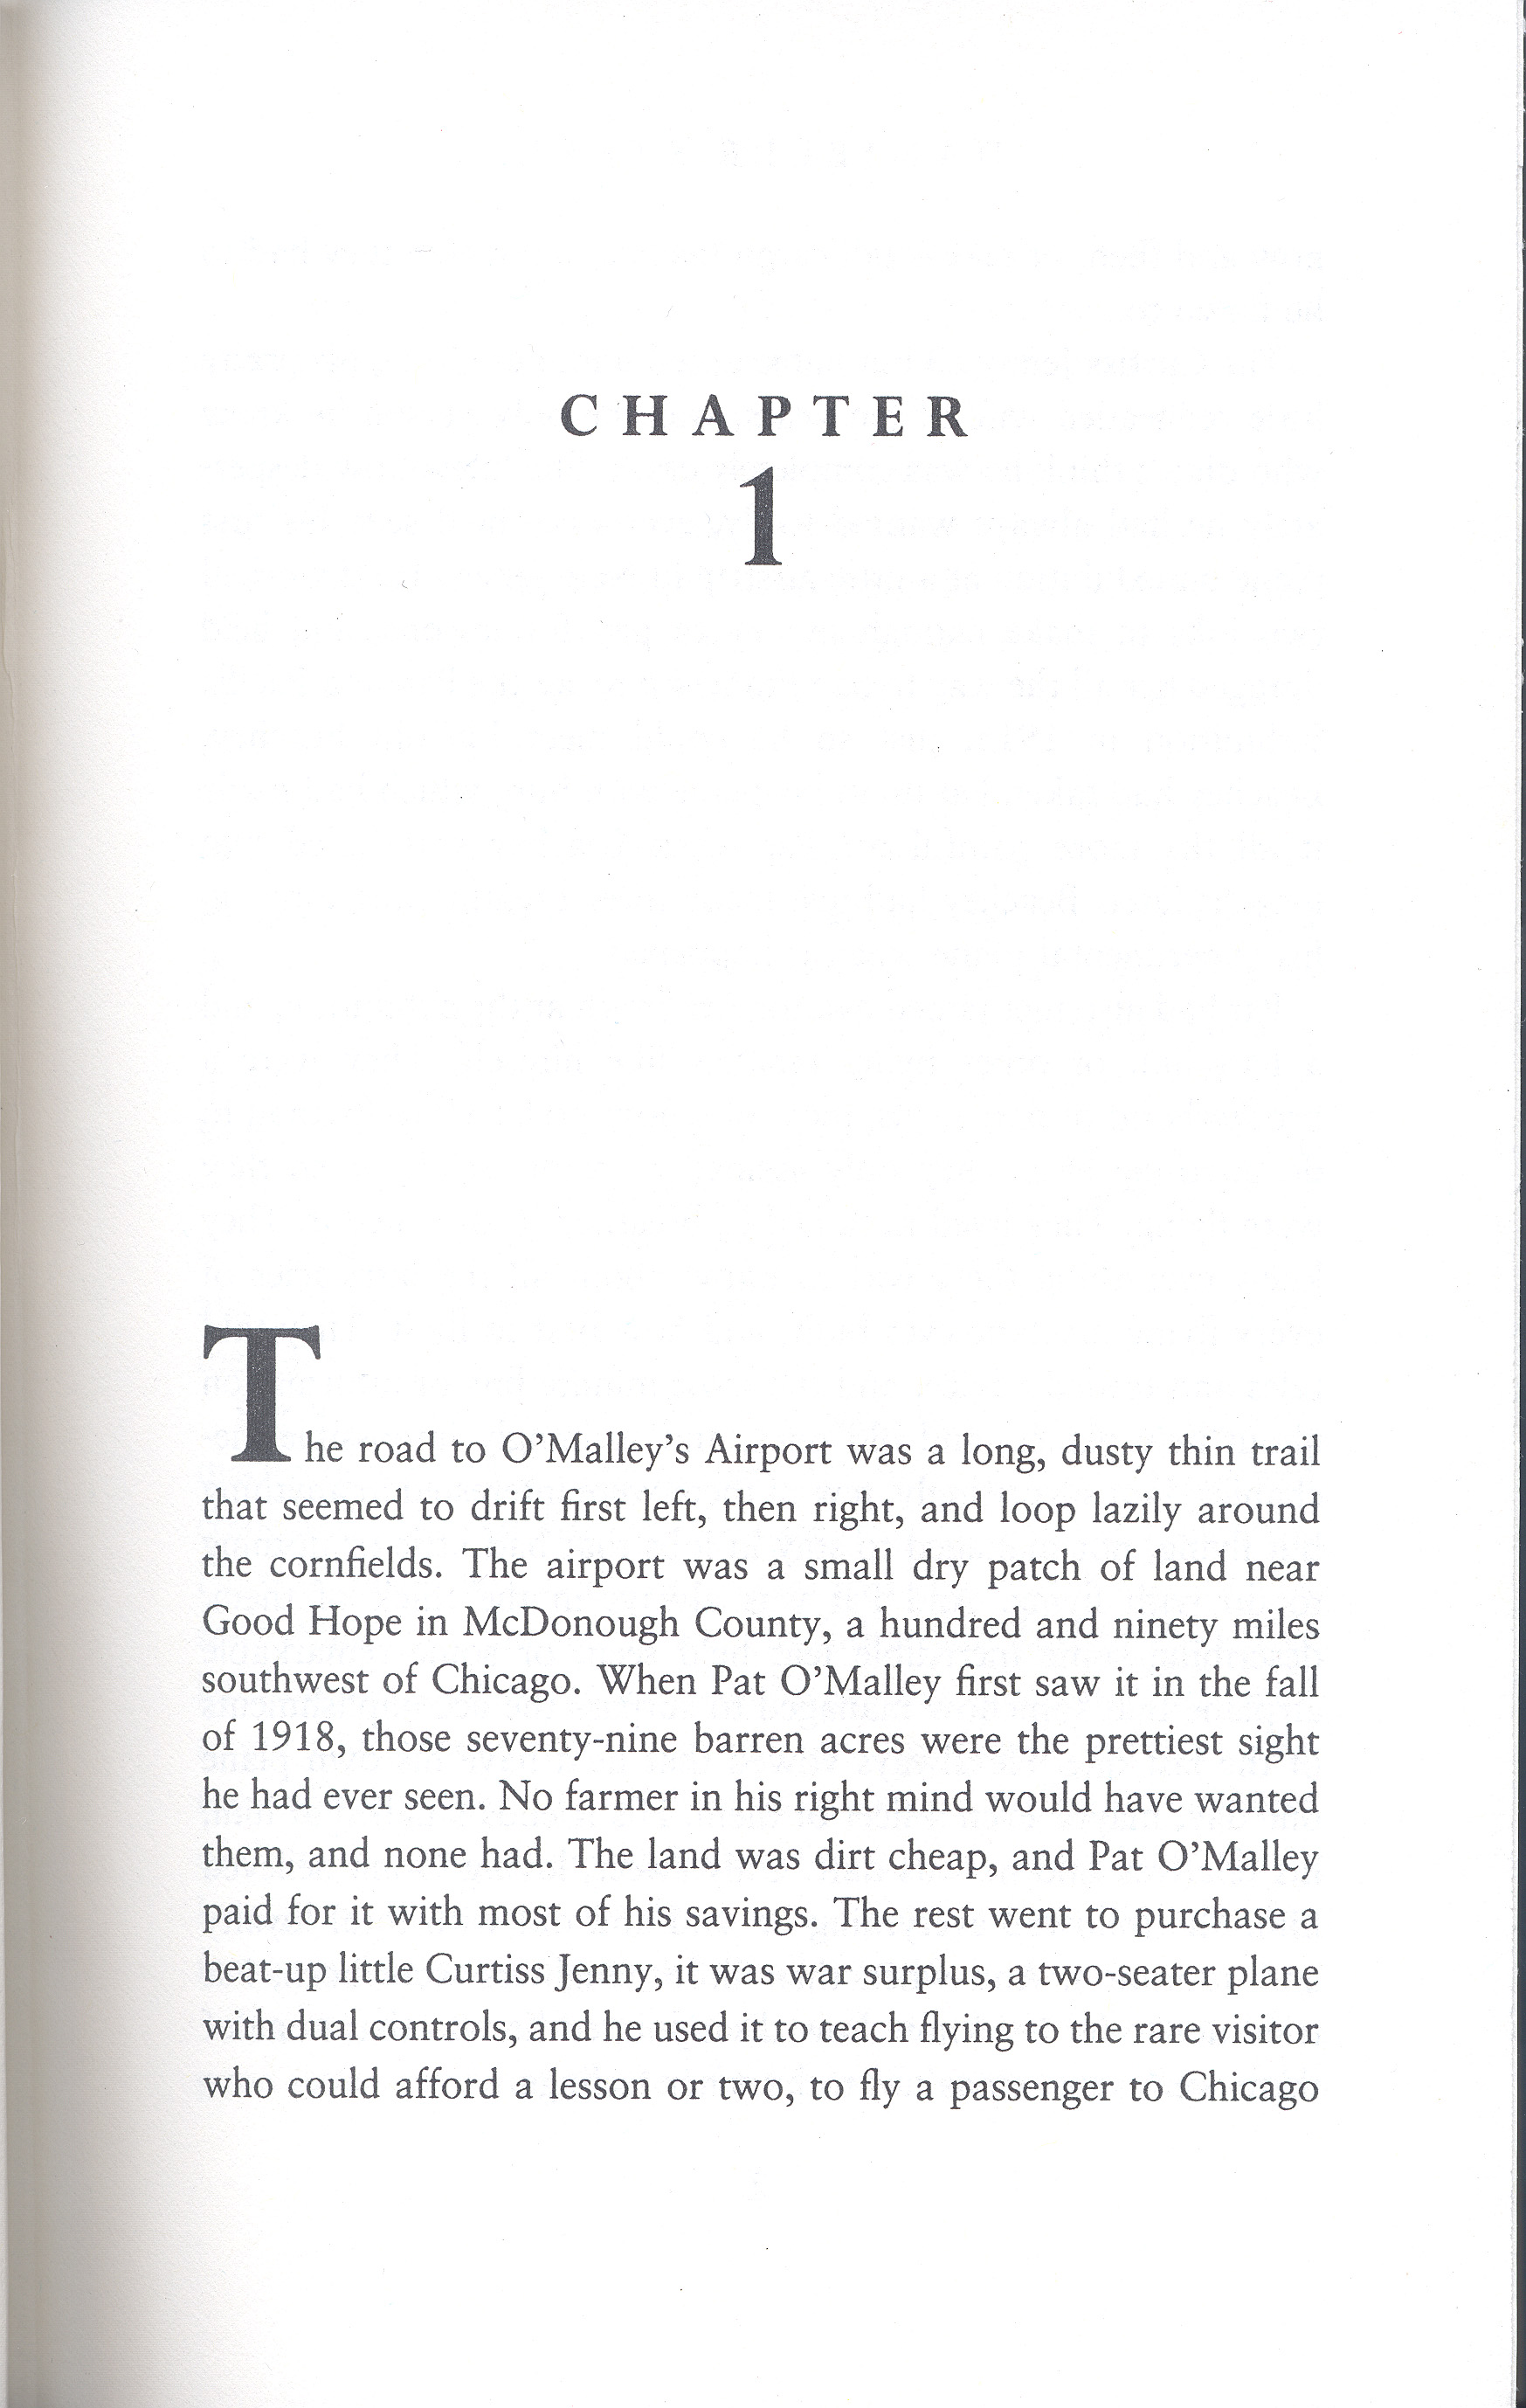 CHAPTER
1
The road to O’Malley’s Airport was a long, dusty thin trail
that seemed to drift first left, then right, and loop lazily around
the cornfields. The airport was a small dry patch of land near
Good Hope in McDonough County, a hundred and ninety miles
southwest of Chicago. When Pat O’Malley first saw it in the fall
of 1918, those seventy-nine barren acres were the prettiest sight
he had ever seen. No farmer in his right mind would have wanted
them, and none had. The land was dirt cheap, and Pat O’Malley
paid for it with most of his savings. The rest went to purchase a
beat-up little Curtiss Jenny, it was war surplus, a two-seater plane
with dual controls, and he used it to teach flying to the rare visitor
who could afford a lesson or two, to fly a passenger to Chicago